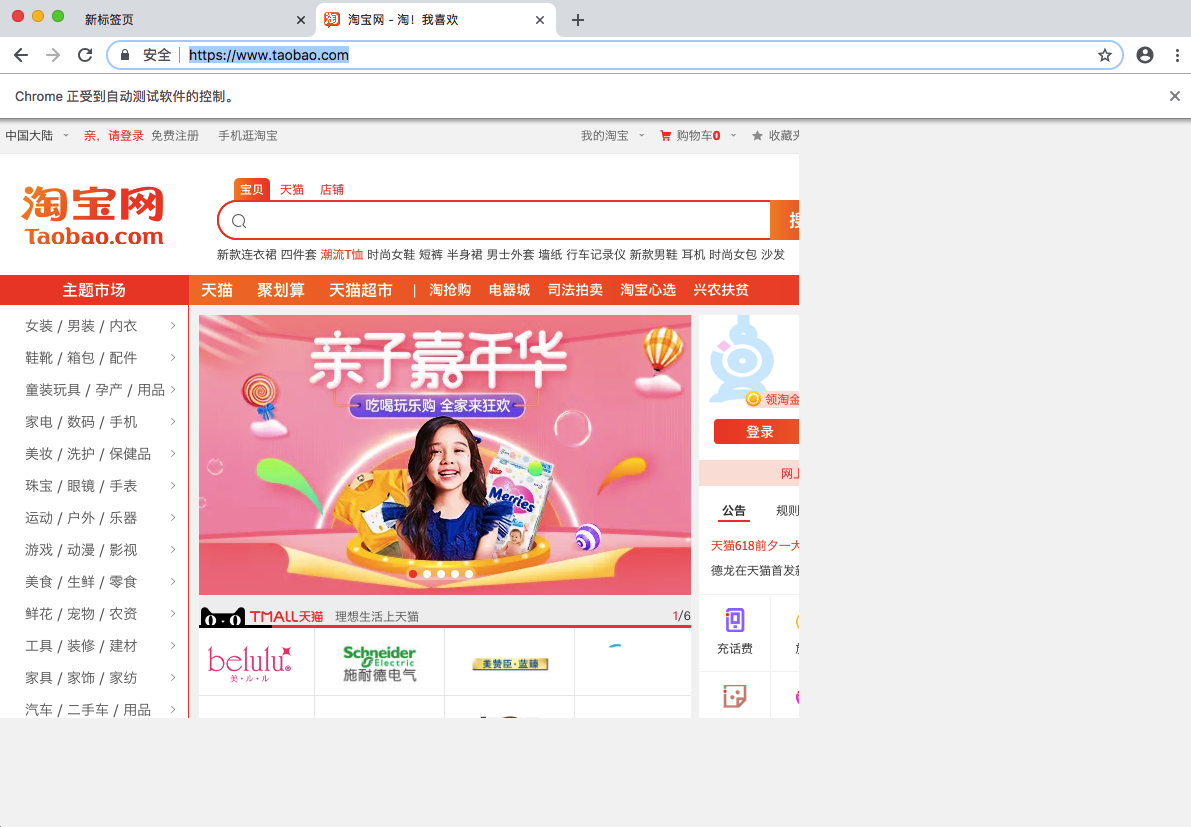 新标签页
淘宝网 - 淘！我喜欢
安全 https://www.taobao.com
Chrome 正受到自动测试软件的控制。
中国大陆 亲，请登录 免费注册 手机逛淘宝 我的淘宝 购物车0 收藏夹
宝贝 天猫 店铺
淘宝网
Taobao.com
搜
新款连衣裙 四件套 潮流T恤 时尚女鞋 短裤 半身裙 男士外套 墙纸 行车记录仪 新款男鞋 耳机 时尚女包 沙发
主题市场 天猫 聚划算 天猫超市 | 淘抢购 电器城 司法拍卖 淘宝心选 兴农扶贫
女装 / 男装 / 内衣
鞋靴 / 箱包 / 配件
童装玩具 / 孕产 / 用品
家电 / 数码 / 手机
美妆 / 洗护 / 保健品
珠宝 / 眼镜 / 手表
运动 / 户外 / 乐器
游戏 / 动漫 / 影视
美食 / 生鲜 / 零食
鲜花 / 宠物 / 农资
工具 / 装修 / 建材
家具 / 家饰 / 家纺
汽车 / 二手车 / 用品
亲子嘉年华
吃喝玩乐购 全家来狂欢
Merries
领淘金
登录
网上
公告 规则
天猫618前夕一大
德龙在天猫首发新
充话费
TMALL天猫 理想生活上天猫 1/6
belulu
美·ル·ル
Schneider
Electric
施耐德电气
美赞臣·蓝臻